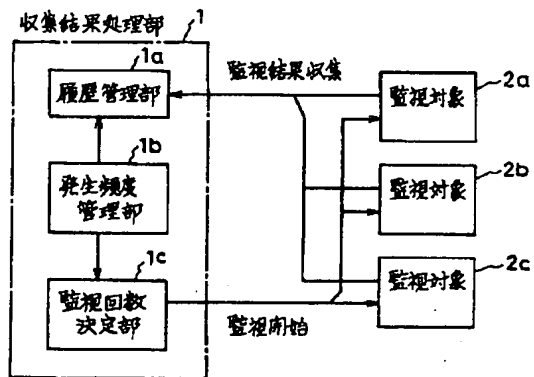 収集結果処理部
1
1a
履歴管理部
監視結果収集
監視対象
2a
1b
発生頻度
管理部
監視対象
2b
1c
監視回数
決定部
監視開始
監視対象
2c